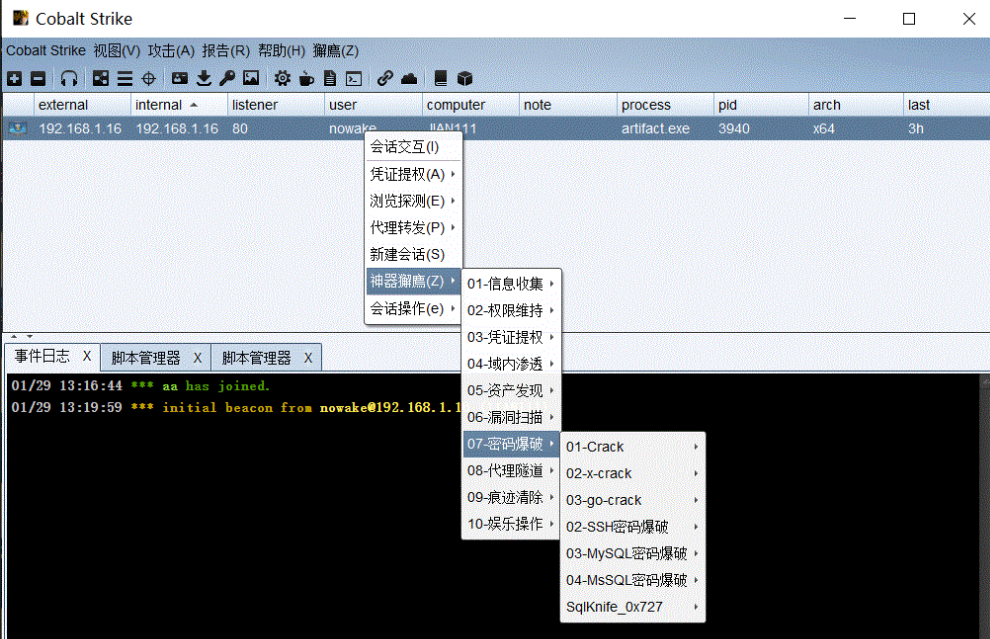 Cobalt Strike
Cobalt Strike 视图(V) 攻击(A) 报告(R) 帮助(H) 獬廌(Z)
external internal listener user computer note process pid arch last
192.168.1.16 192.168.1.16 80 nowake JIAN111 artifact.exe 3940 x64 3h
会话交互(I)
凭证提权(A)
浏览探测(E)
代理转发(P)
新建会话(S)
神器獬廌(Z)
会话操作(e)
01-信息收集
02-权限维持
03-凭证提权
04-域内渗透
05-资产发现
06-漏洞扫描
07-密码爆破
08-代理隧道
09-痕迹清除
10-娱乐操作
01-Crack
02-x-crack
03-go-crack
02-SSH密码爆破
03-MySQL密码爆破
04-MsSQL密码爆破
SqlKnife_0x727
事件日志 X 脚本管理器 X 脚本管理器 X
01/29 13:16:44 *** aa has joined.
01/29 13:19:59 *** initial beacon from nowake@192.168.1.1